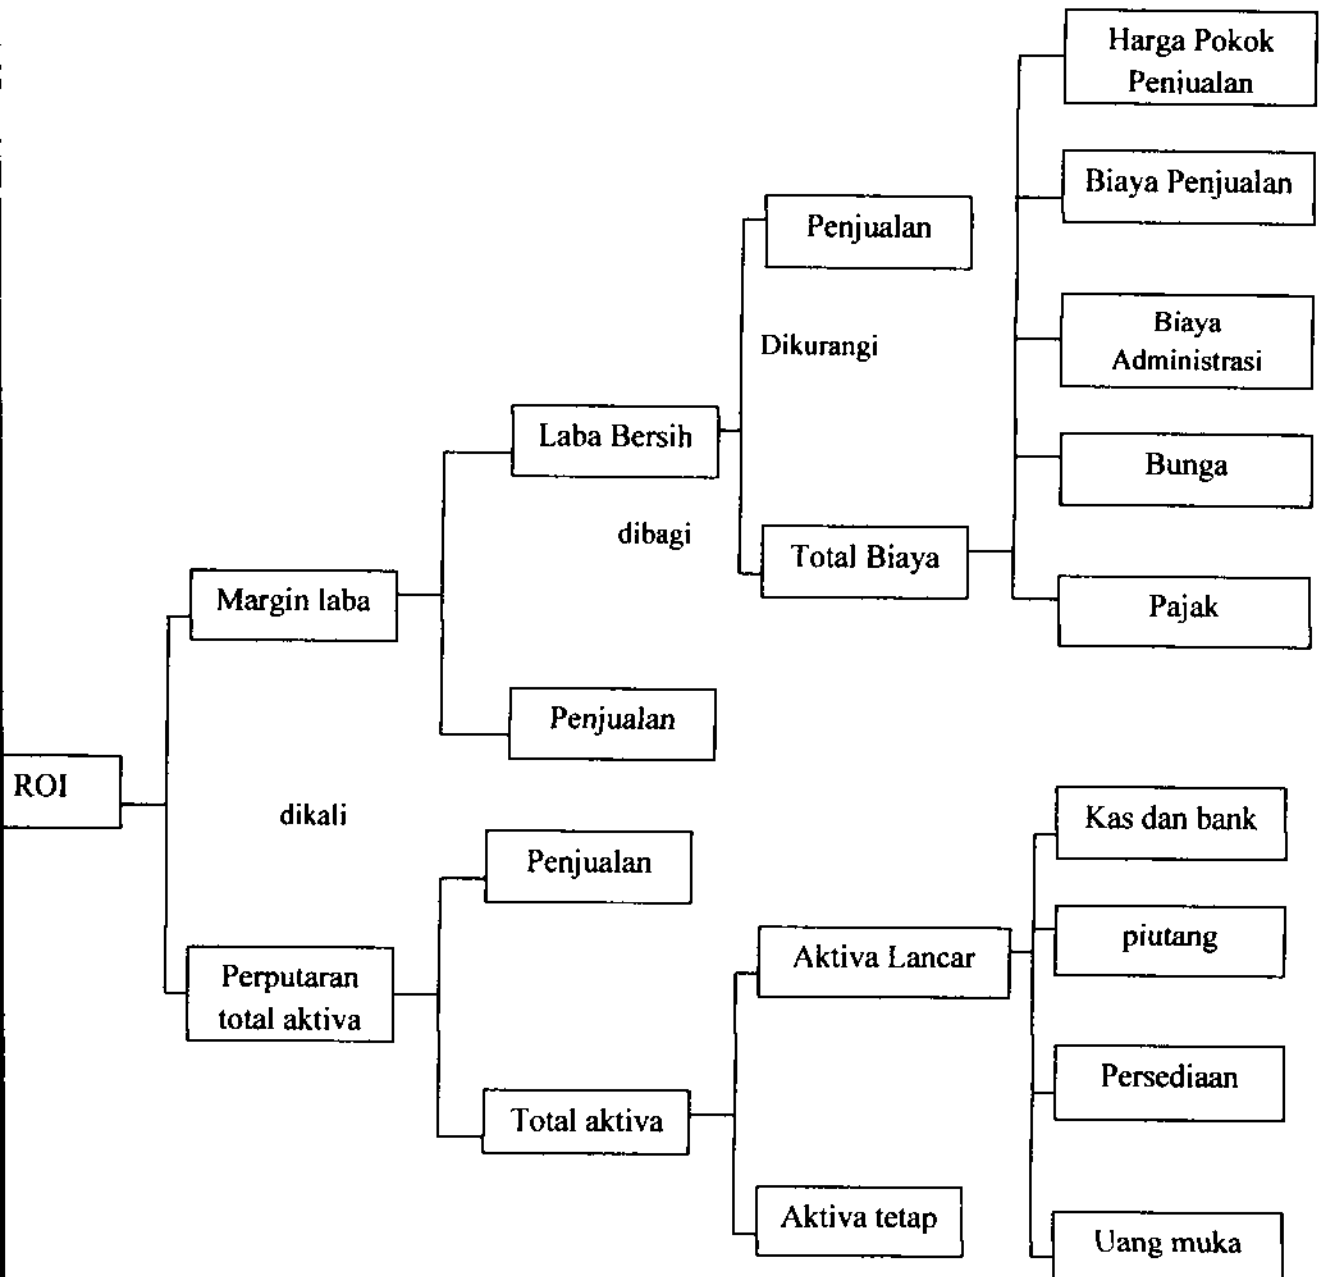 Harga Pokok
Penjualan
Biaya Penjualan
Penjualan
Biaya
Administrasi
Dikurangi
Laba Bersih
Bunga
dibagi
Total Biaya
Margin laba
Pajak
Penjualan
ROI
dikali
Kas dan bank
Penjualan
piutang
Aktiva Lancar
Perputaran
total aktiva
Persediaan
Total aktiva
Aktiva tetap
Uang muka